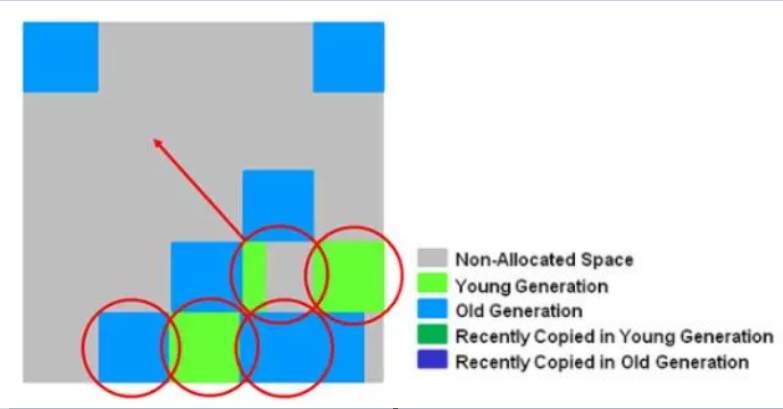 Non-Allocated Space
Young Generation
Old Generation
Recently Copied in Young Generation
Recently Copied in Old Generation